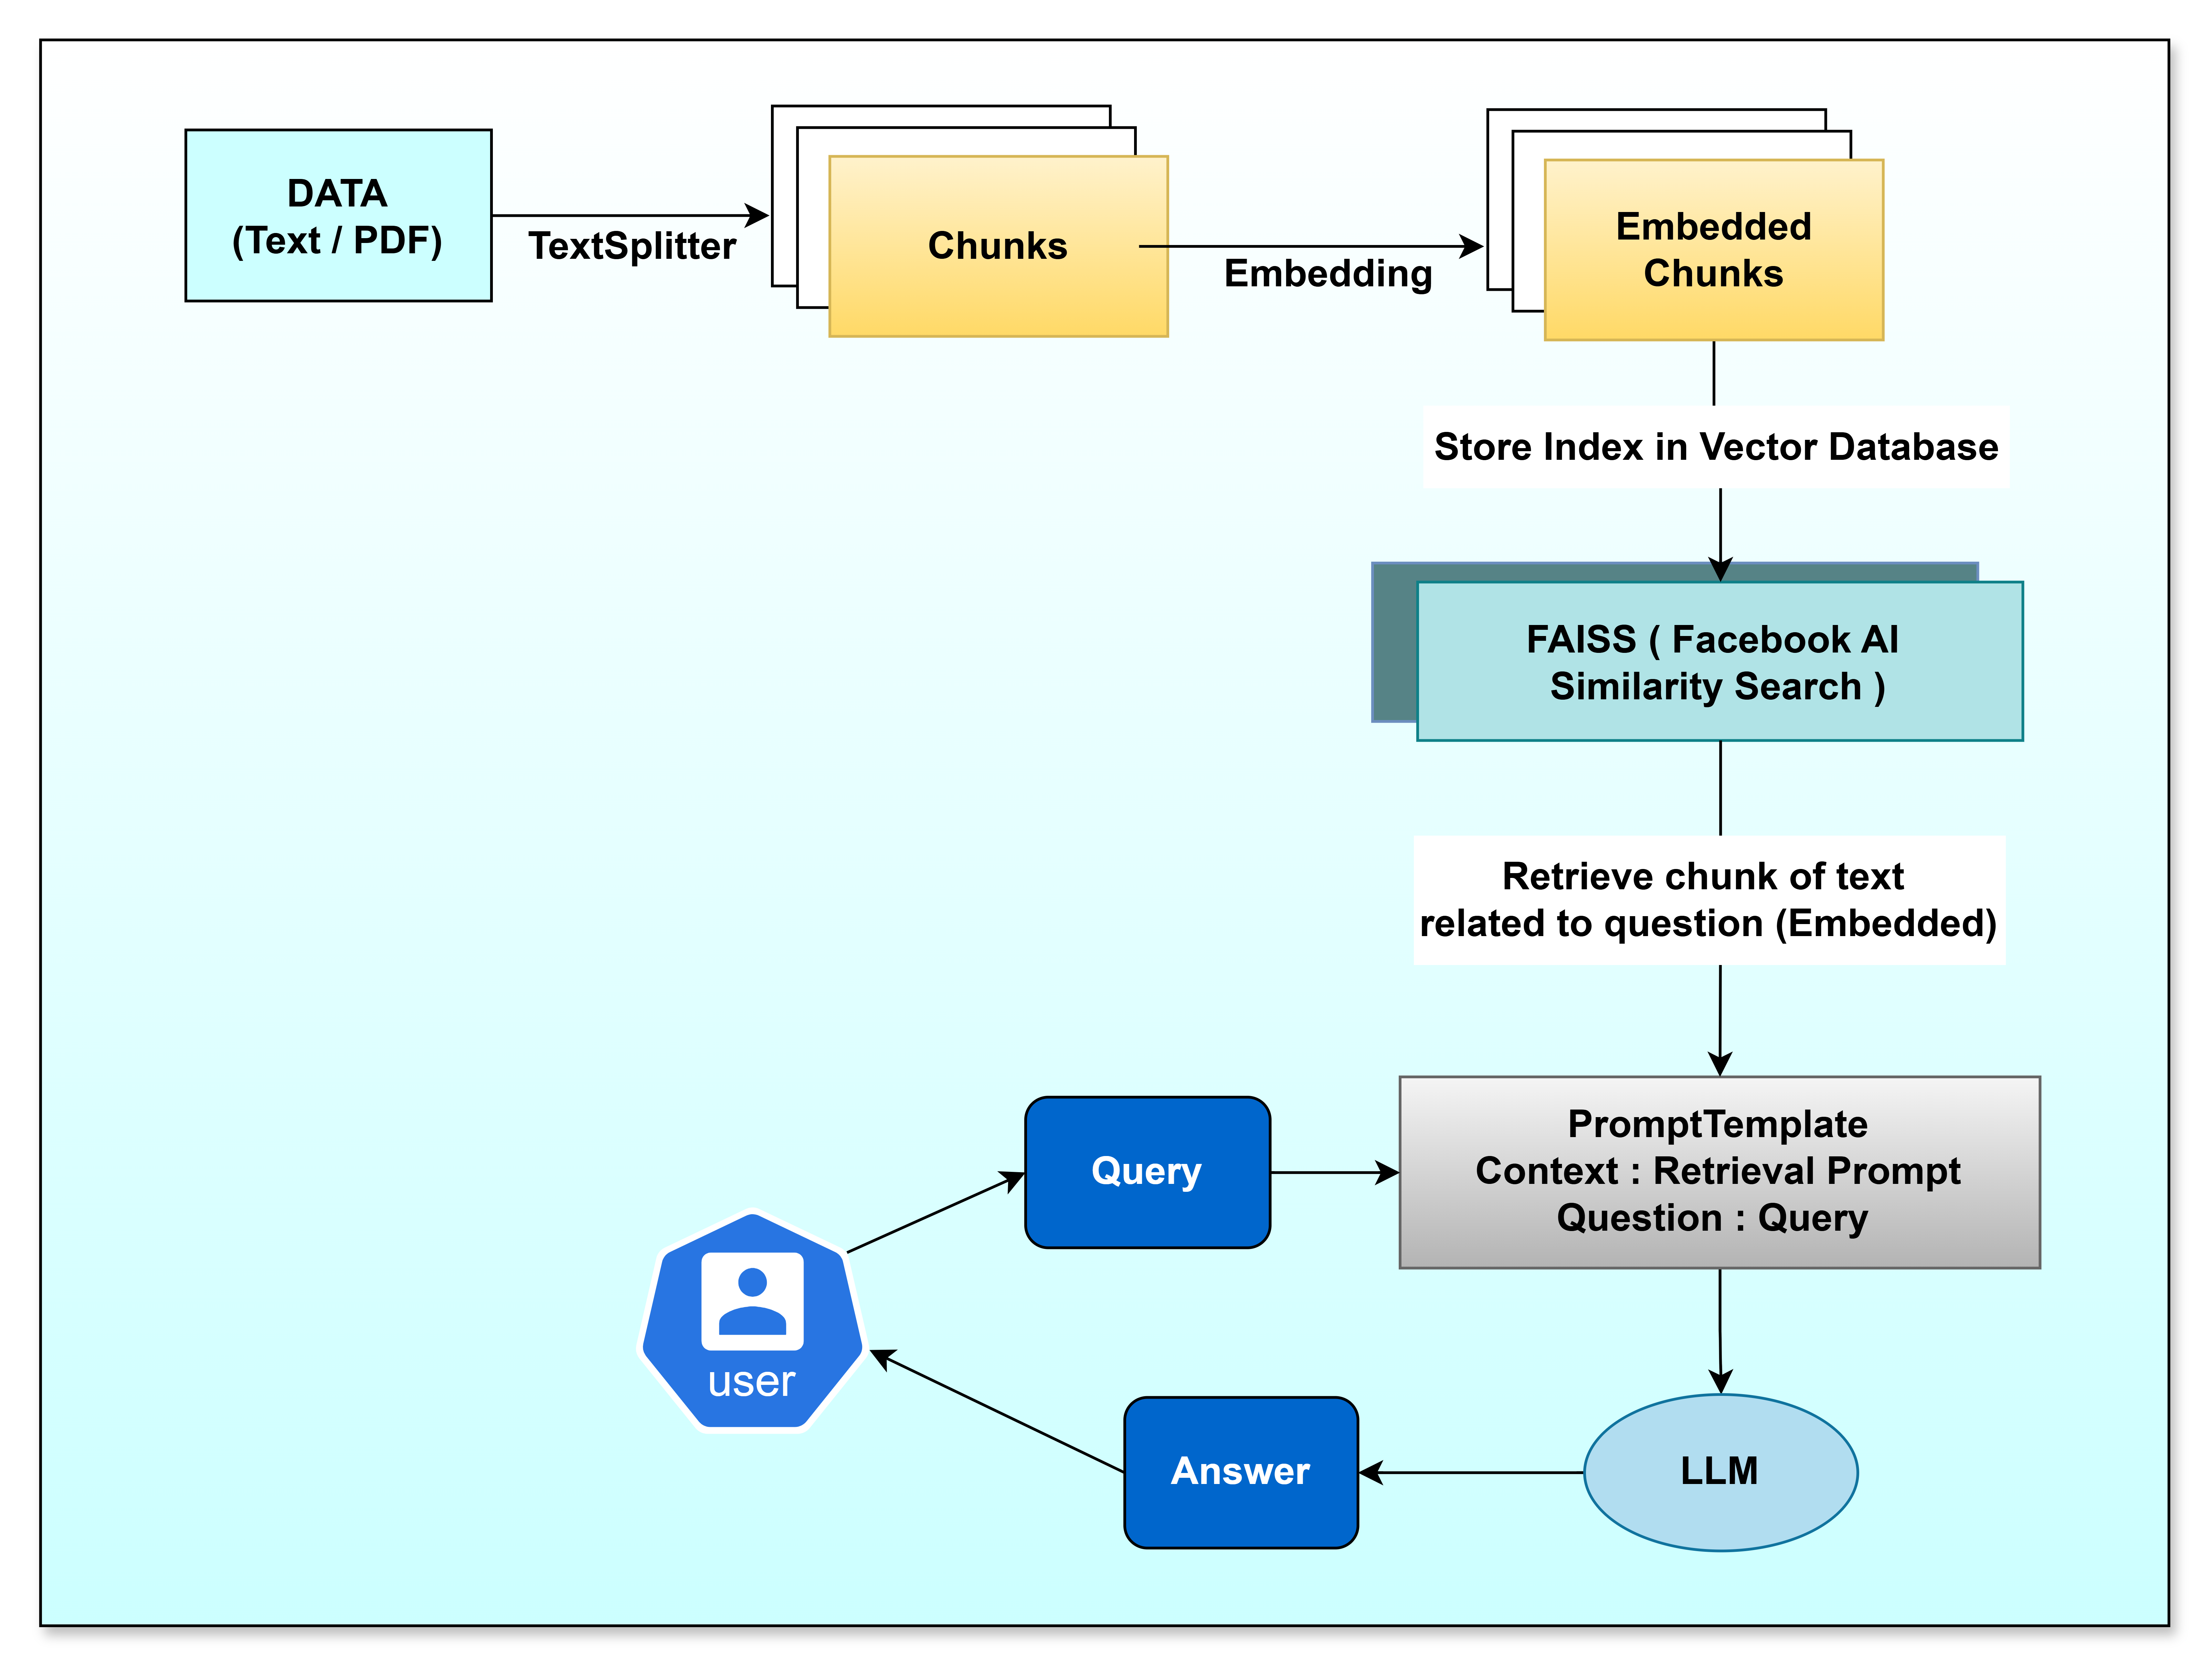 DATA
(Text / PDF)
TextSplitter
Chunks
Embedding
Embedded
Chunks
Store Index in Vector Database
FAISS ( Facebook AI
Similarity Search )
Retrieve chunk of text
related to question (Embedded)
Query
PromptTemplate
Context : Retrieval Prompt
Question : Query
user
Answer
LLM